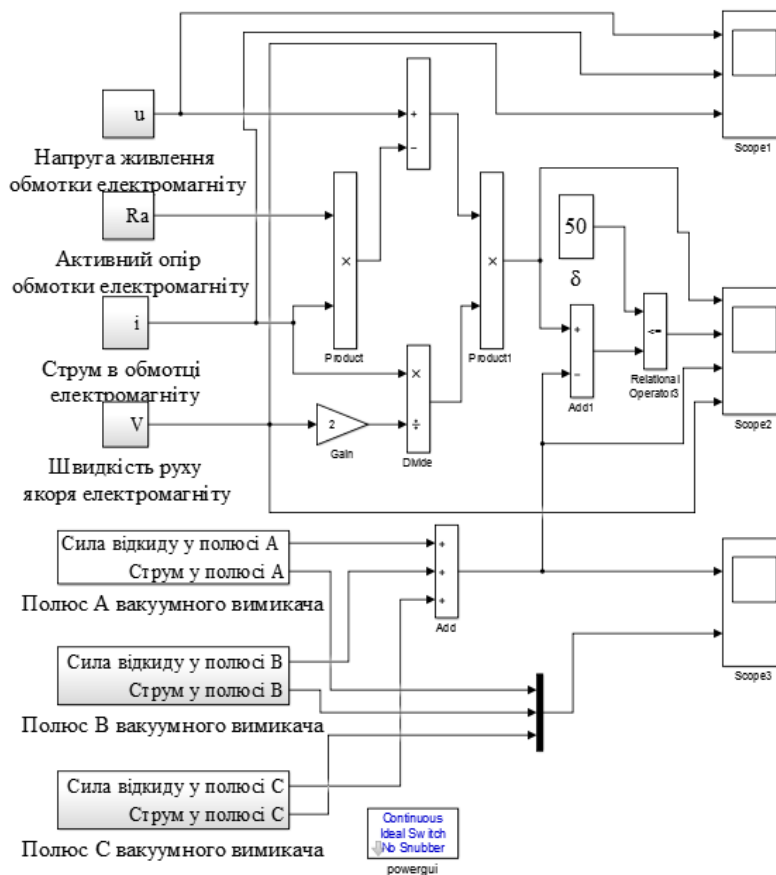 u
Напруга живлення
обмотки електромагніту
Ra
Активний опір
обмотки електромагніту
i
Струм в обмотці
електромагніту
V
Швидкість руху
якоря електромагніту
+
−
×
Product
×
Product1
2
Gain
×
÷
Divide
50
δ
+
−
Add1
<=
Relational
Operator3
Scope1
Scope2
Сила відкиду у полюсі А
Струм у полюсі А
Полюс А вакуумного вимикача
+
+
+
Add
Сила відкиду у полюсі В
Струм у полюсі В
Полюс В вакуумного вимикача
Scope3
Сила відкиду у полюсі С
Струм у полюсі С
Полюс С вакуумного вимикача
Continuous
Ideal Switch
No Snubber
powergui